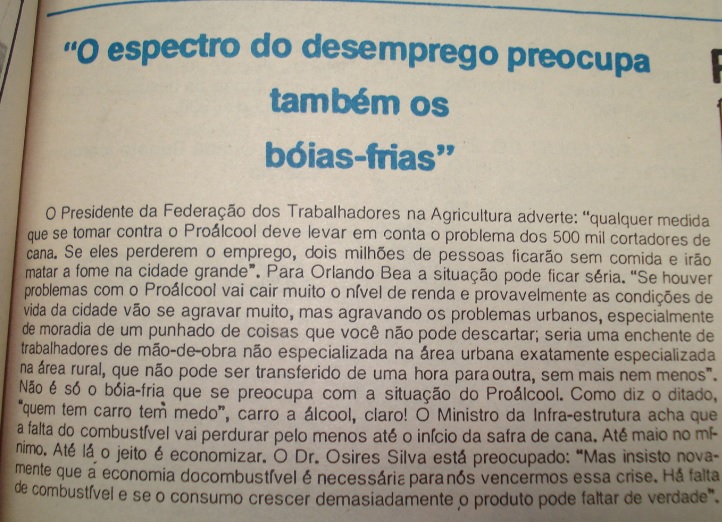 “O espectro do desemprego preocupa
também os
bóias-frias”
O Presidente da Federação dos Trabalhadores na Agricultura adverte: “qualquer medida
que se tomar contra o Proálcool deve levar em conta o problema dos 500 mil cortadores de
cana. Se eles perderem o emprego, dois milhões de pessoas ficarão sem comida e irão
matar a fome na cidade grande”. Para Orlando Bea a situação pode ficar séria. “Se houver
problemas com o Proálcool vai cair muito o nível de renda e provavelmente as condições de
vida da cidade vão se agravar muito, mas agravando os problemas urbanos, especialmente
de moradia de um punhado de coisas que você não pode descartar; seria uma enchente de
trabalhadores de mão-de-obra não especializada na área urbana exatamente especializada
na área rural, que não pode ser transferido de uma hora para outra, sem mais nem menos”.
Não é só o bóia-fria que se preocupa com a situação do Proálcool. Como diz o ditado,
“quem tem carro tem medo”, carro a álcool, claro! O Ministro da Infra-estrutura acha que
a falta do combustível vai perdurar pelo menos até o início da safra de cana. Até maio no mí-
nimo. Até lá o jeito é economizar. O Dr. Osires Silva está preocupado: “Mas insisto nova-
mente que a economia docombustível é necessária para nós vencermos essa crise. Há falta
de combustível e se o consumo crescer demasiadamente o produto pode faltar de verdade”.